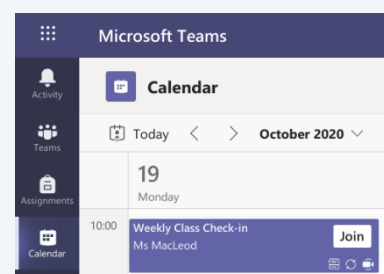 Microsoft Teams
Activity
Calendar
Teams
Today
October 2020
Assignments
19
Monday
Calendar
10:00
Weekly Class Check-in
Ms MacLeod
Join